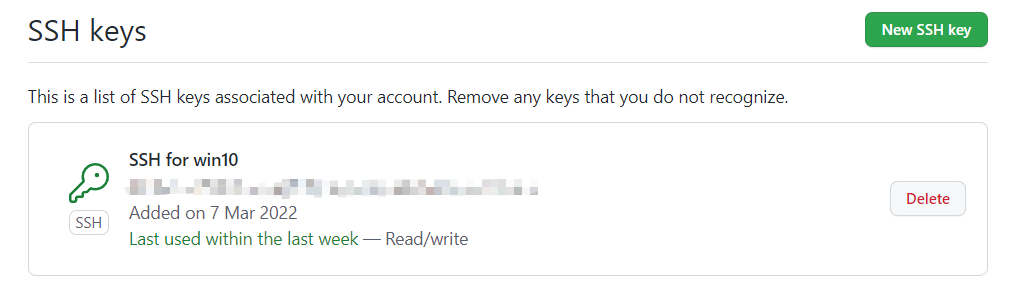 SSH keys
New SSH key
This is a list of SSH keys associated with your account. Remove any keys that you do not recognize.
SSH for win10
SSH
Added on 7 Mar 2022
Last used within the last week — Read/write
Delete